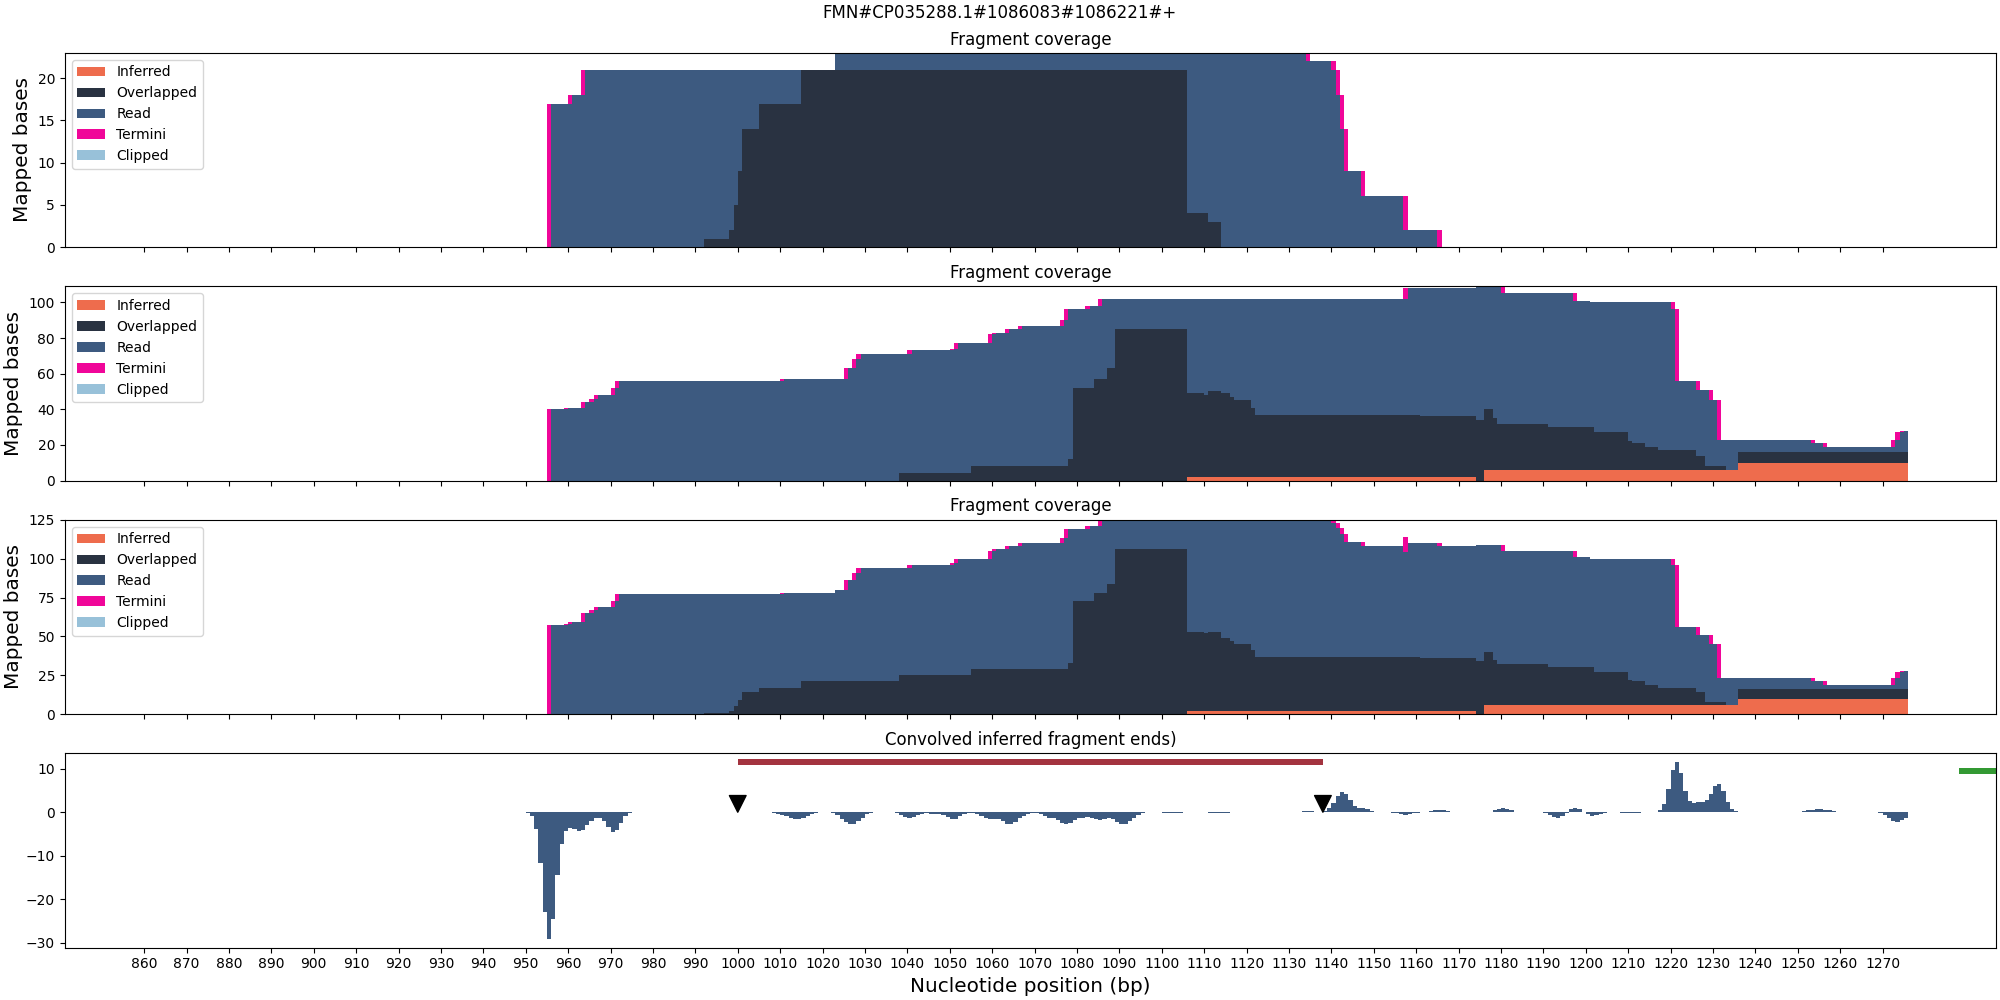 FMN#CP035288.1#1086083#1086221#+
Fragment coverage
Mapped bases
20
15
10
5
0
Inferred
Overlapped
Read
Termini
Clipped
Fragment coverage
Mapped bases
100
80
60
40
20
0
Inferred
Overlapped
Read
Termini
Clipped
Fragment coverage
Mapped bases
125
100
75
50
25
0
Inferred
Overlapped
Read
Termini
Clipped
Convolved inferred fragment ends)
10
0
−10
−20
−30
860 870 880 890 900 910 920 930 940 950 960 970 980 990 1000 1010 1020 1030 1040 1050 1060 1070 1080 1090 1100 1110 1120 1130 1140 1150 1160 1170 1180 1190 1200 1210 1220 1230 1240 1250 1260 1270
Nucleotide position (bp)